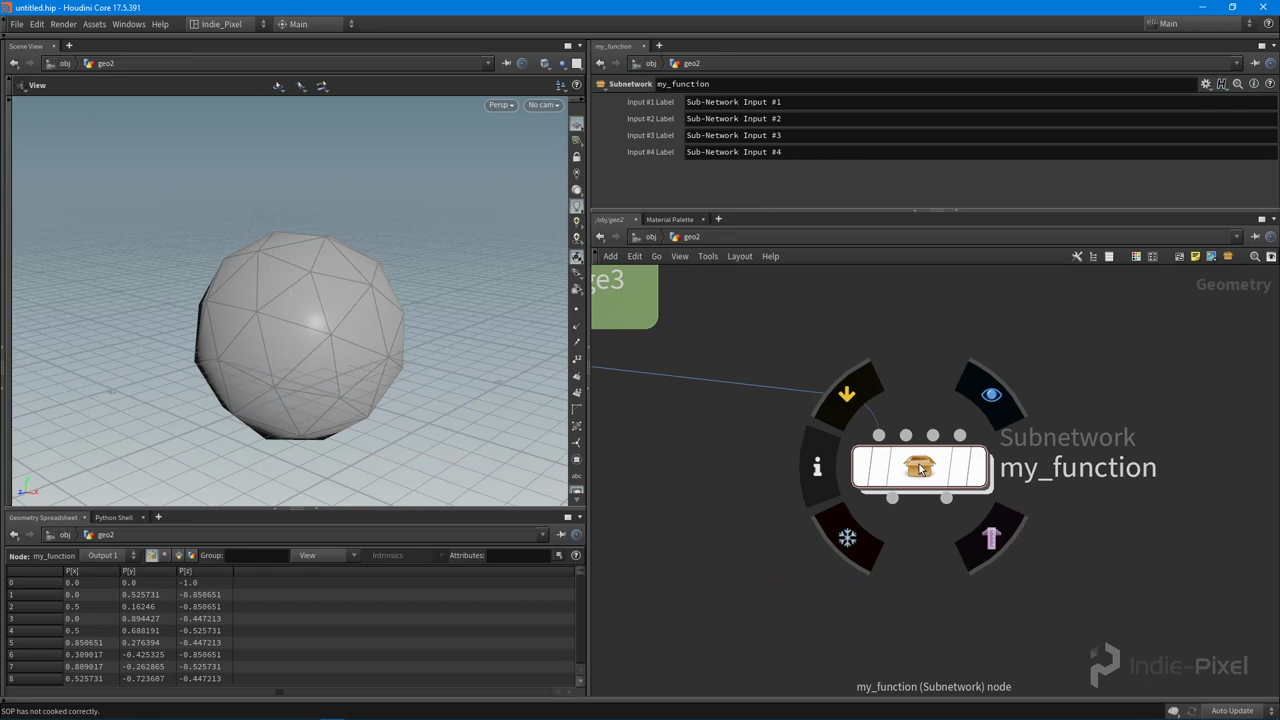 untitled.hip - Houdini Core 17.5.391
File Edit Render Assets Windows Help Indie_Pixel Main Main
Scene View
obj geo2
View
Persp No cam
z x
12
Geometry Spreadsheet Python Shell
obj geo2
Node: my_function Output 1 Group: View Intrinsics Attributes:
P[x] P[y] P[z]
0 0.0 0.0 -1.0
1 0.0 0.525731 -0.850651
2 0.5 0.16246 -0.850651
3 0.0 0.894427 -0.447213
4 0.5 0.688191 -0.525731
5 0.850651 0.276394 -0.447213
6 0.309017 -0.425325 -0.850651
7 0.809017 -0.262865 -0.525731
8 0.525731 -0.723607 -0.447213
SOP has not cooked correctly.
my_function
obj geo2
Subnetwork my_function
Input #1 Label Sub-Network Input #1
Input #2 Label Sub-Network Input #2
Input #3 Label Sub-Network Input #3
Input #4 Label Sub-Network Input #4
/obj/geo2 Material Palette
obj geo2
Add Edit Go View Tools Layout Help
ge3
Geometry
Subnetwork
my_function
Indie-Pixel
my_function (Subnetwork) node
Auto Update